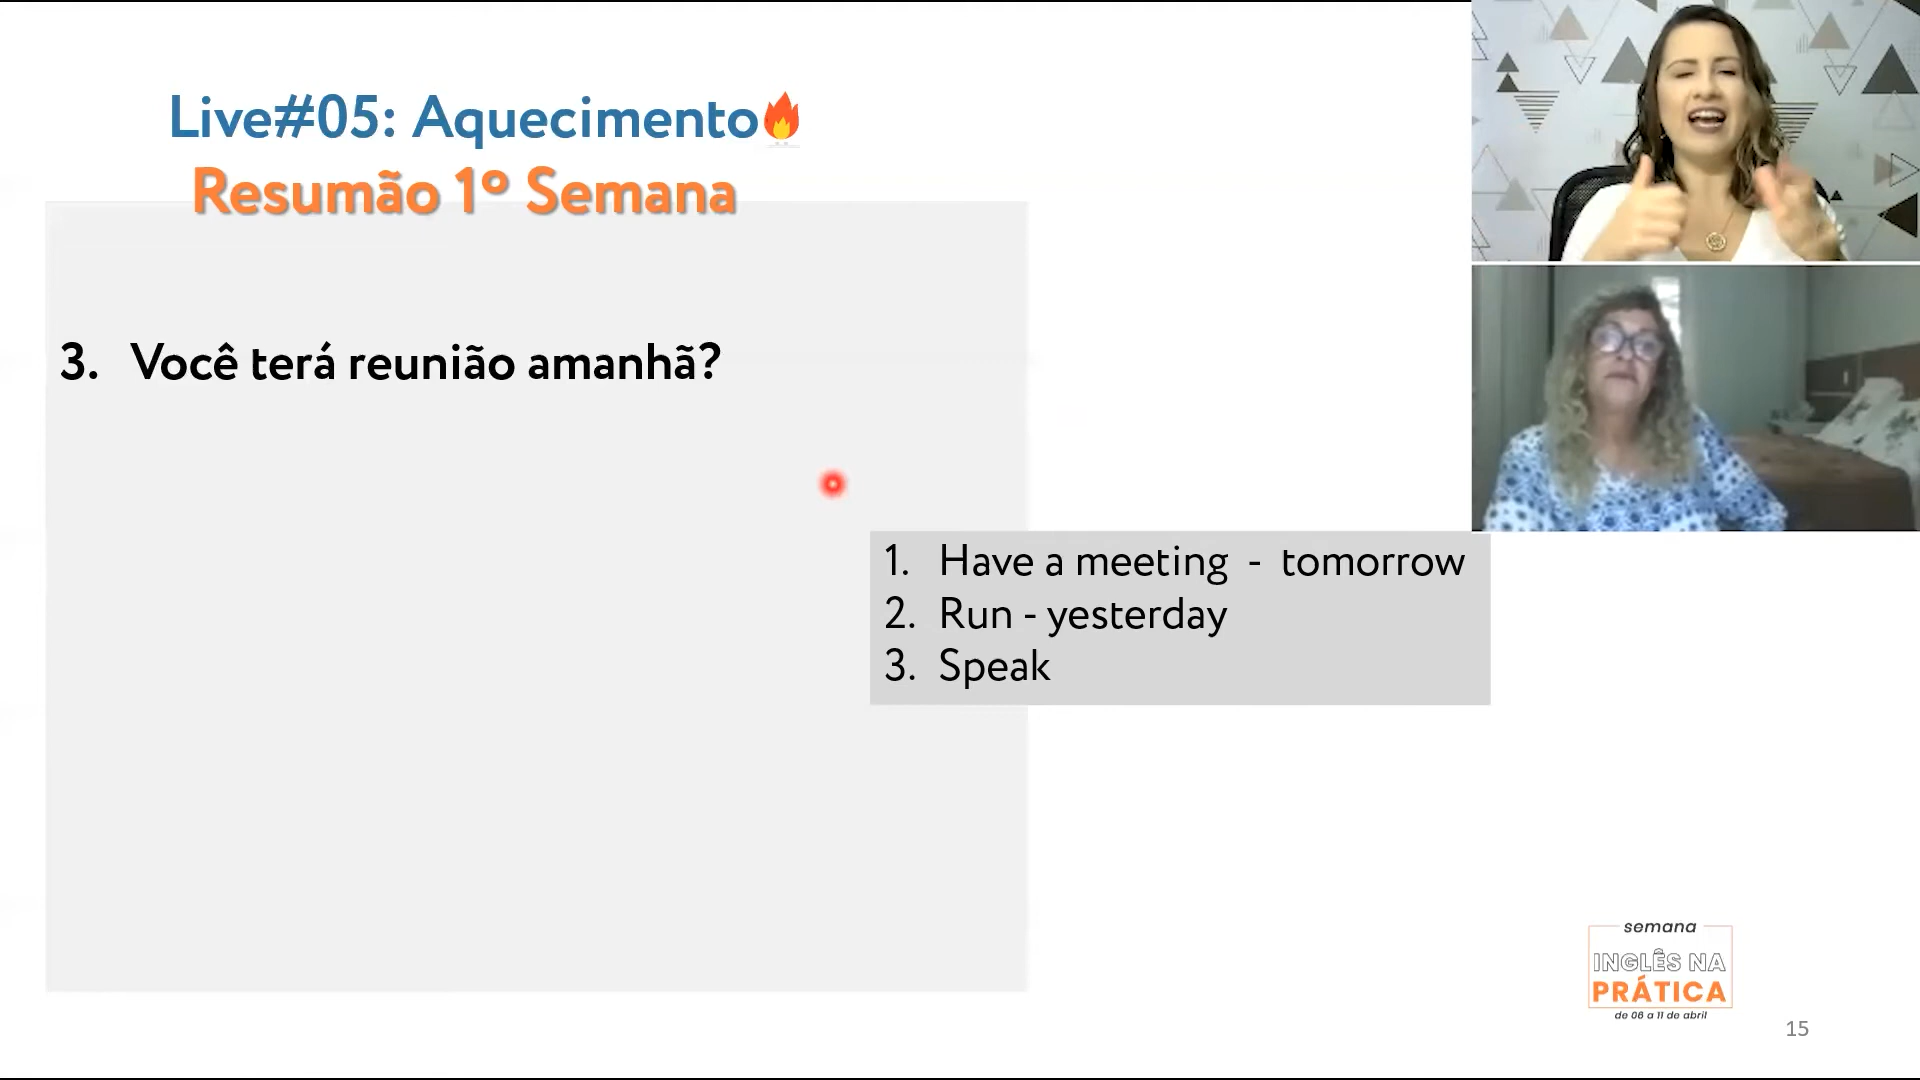 Live#05: Aquecimento🔥
Resumão 1º Semana
3. Você terá reunião amanhã?
1. Have a meeting - tomorrow
2. Run - yesterday
3. Speak
semana
INGLÊS NA
PRÁTICA
de 06 a 11 de abril
15